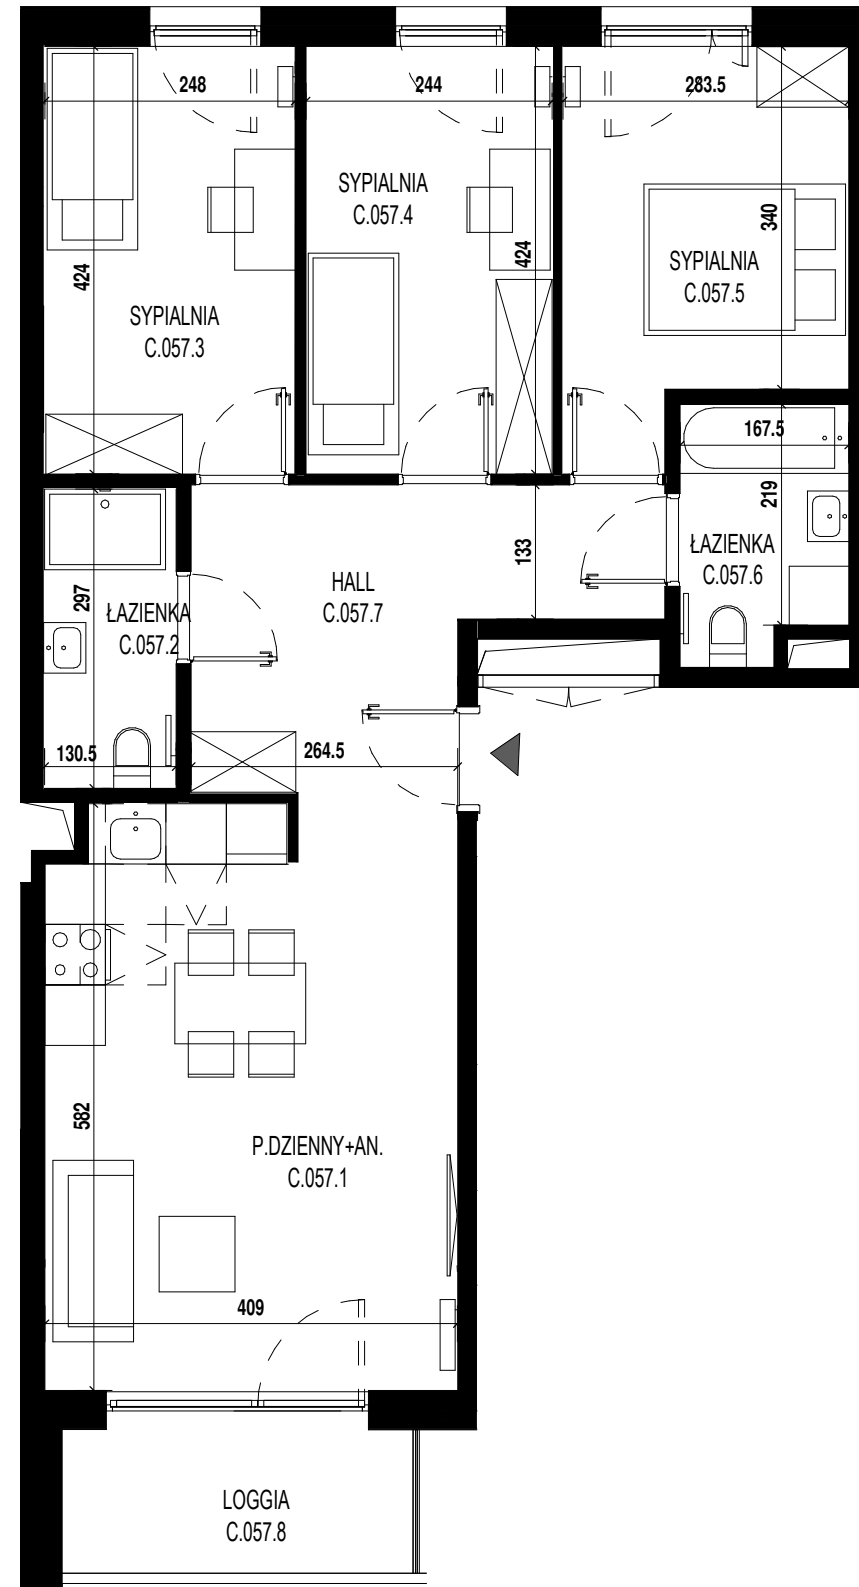 248
244
283.5
SYPIALNIA
C.057.4
340
424
SYPIALNIA
C.057.5
424
SYPIALNIA
C.057.3
167.5
219
ŁAZIENKA
C.057.6
133
HALL
C.057.7
297
ŁAZIENKA
C.057.2
130.5
264.5
582
P.DZIENNY+AN.
C.057.1
409
LOGGIA
C.057.8